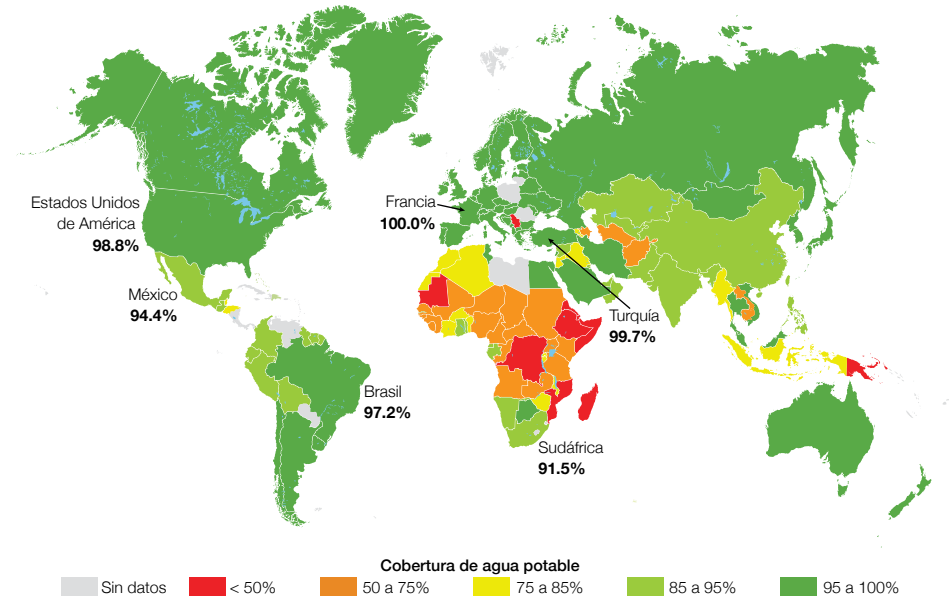 Estados Unidos
de América
98.8%
México
94.4%
Brasil
97.2%
Francia
100.0%
Turquía
99.7%
Sudáfrica
91.5%
Cobertura de agua potable
Sin datos
< 50%
50 a 75%
75 a 85%
85 a 95%
95 a 100%